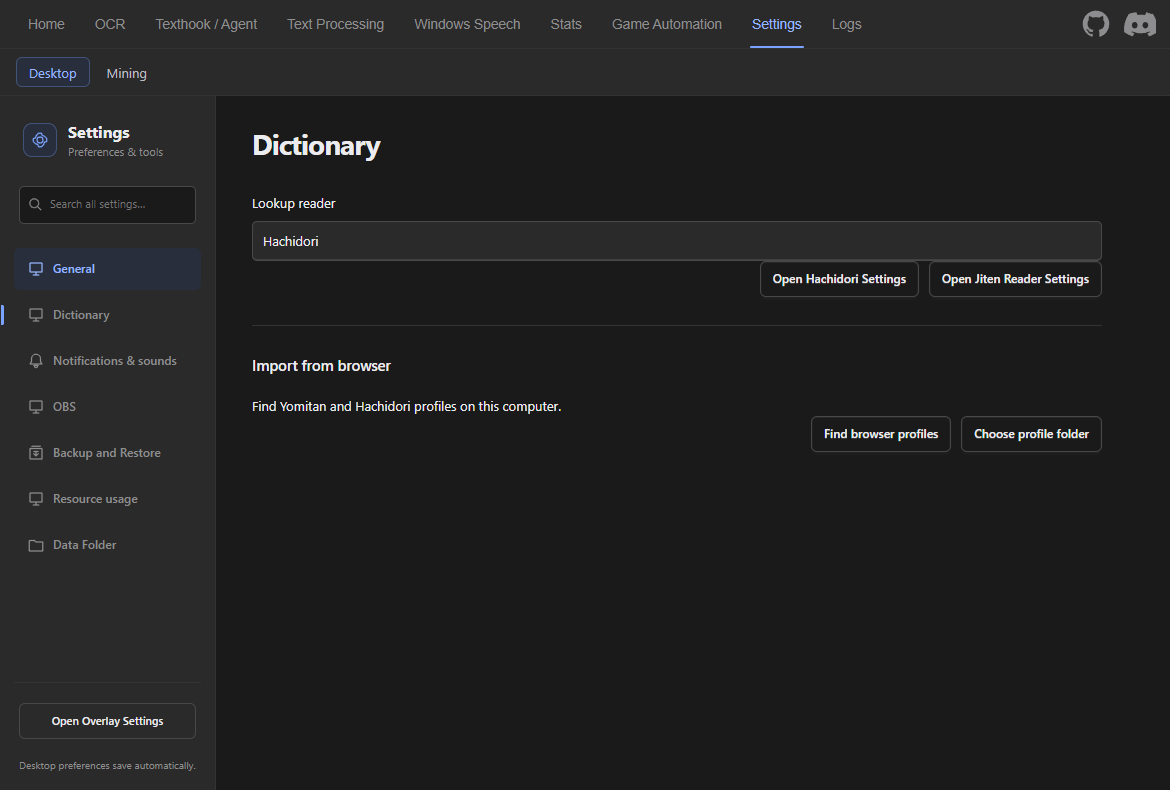 Home OCR Texthook / Agent Text Processing Windows Speech Stats Game Automation Settings Logs
Desktop Mining
Settings
Preferences & tools
Search all settings...
General
Dictionary
Notifications & sounds
OBS
Backup and Restore
Resource usage
Data Folder
Open Overlay Settings
Desktop preferences save automatically.
Dictionary
Lookup reader
Hachidori
Open Hachidori Settings Open Jiten Reader Settings
Import from browser
Find Yomitan and Hachidori profiles on this computer.
Find browser profiles Choose profile folder